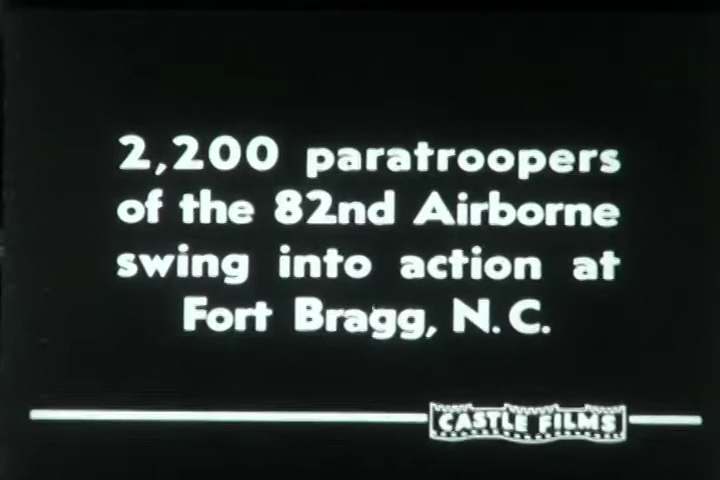 2,200 paratroopers
of the 82nd Airborne
swing into action at
Fort Bragg, N.C.
CASTLE FILMS